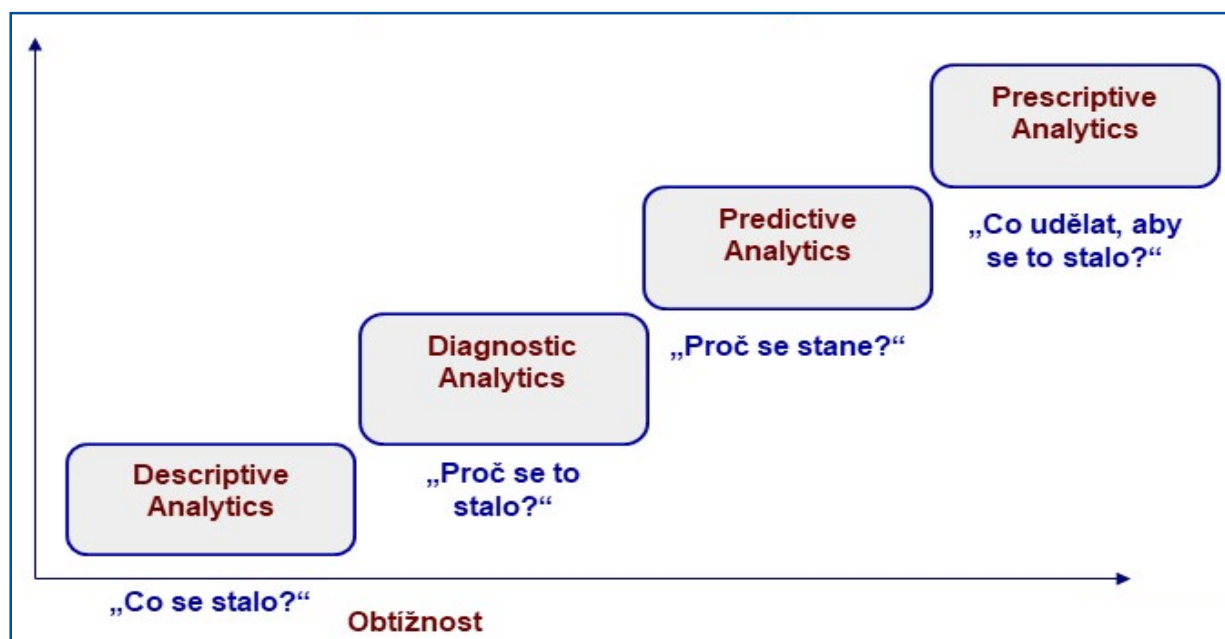 Prescriptive
Analytics
„Co udělat, aby
se to stalo?“
Predictive
Analytics
„Proč se stane?“
Diagnostic
Analytics
„Proč se to
stalo?“
Descriptive
Analytics
„Co se stalo?“
Obtížnost